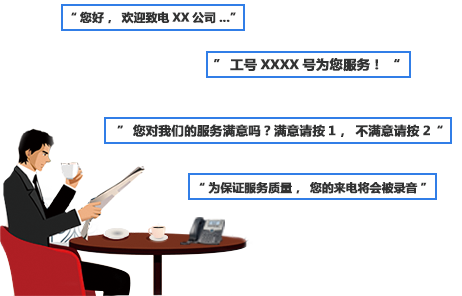 “您好， 欢迎致电 XX 公司 ...”
” 工号 XXXX 号为您服务！ “
” 您对我们的服务满意吗？满意请按 1 ， 不满意请按 2 “
“ 为保证服务质量 ， 您的来电将会被录音 ”